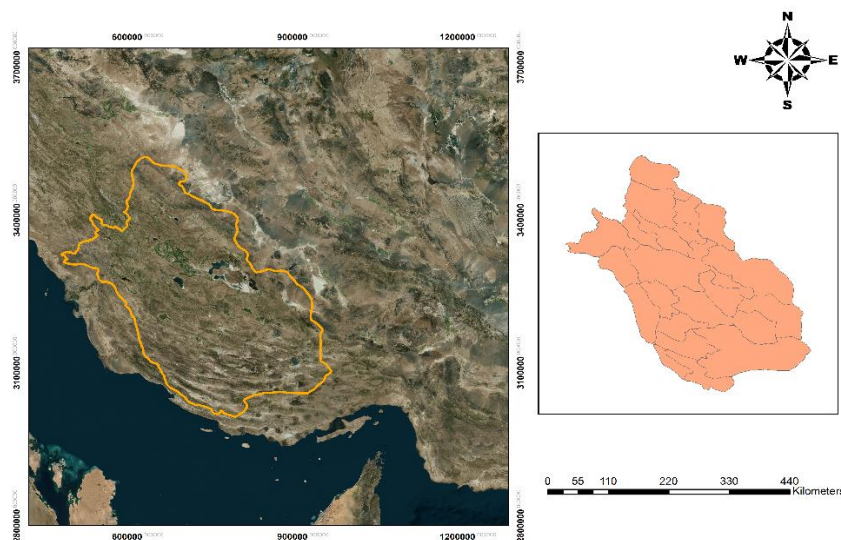 600000 900000 1200000
N
W E
S
3700000 3700000
3400000 3400000
3100000 3100000
2800000 2800000
600000 900000 1200000
0 55 110 220 330 440
Kilometers